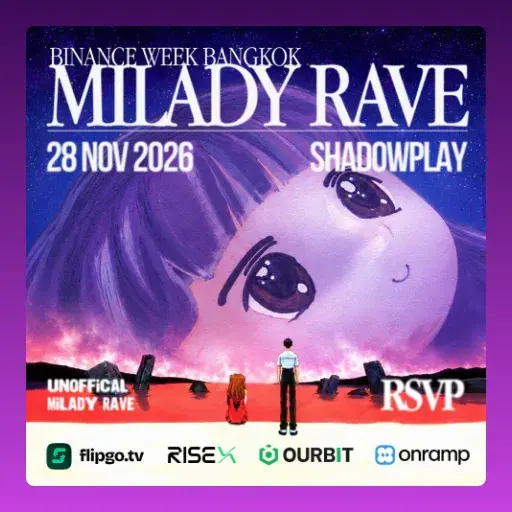 BINANCE WEEK BANGKOK
MILADY RAVE
28 NOV 2026 SHADOWPLAY
UNOFFICAL
MILADY RAVE
RSVP
flipgo.tv RISEX OURBIT onramp